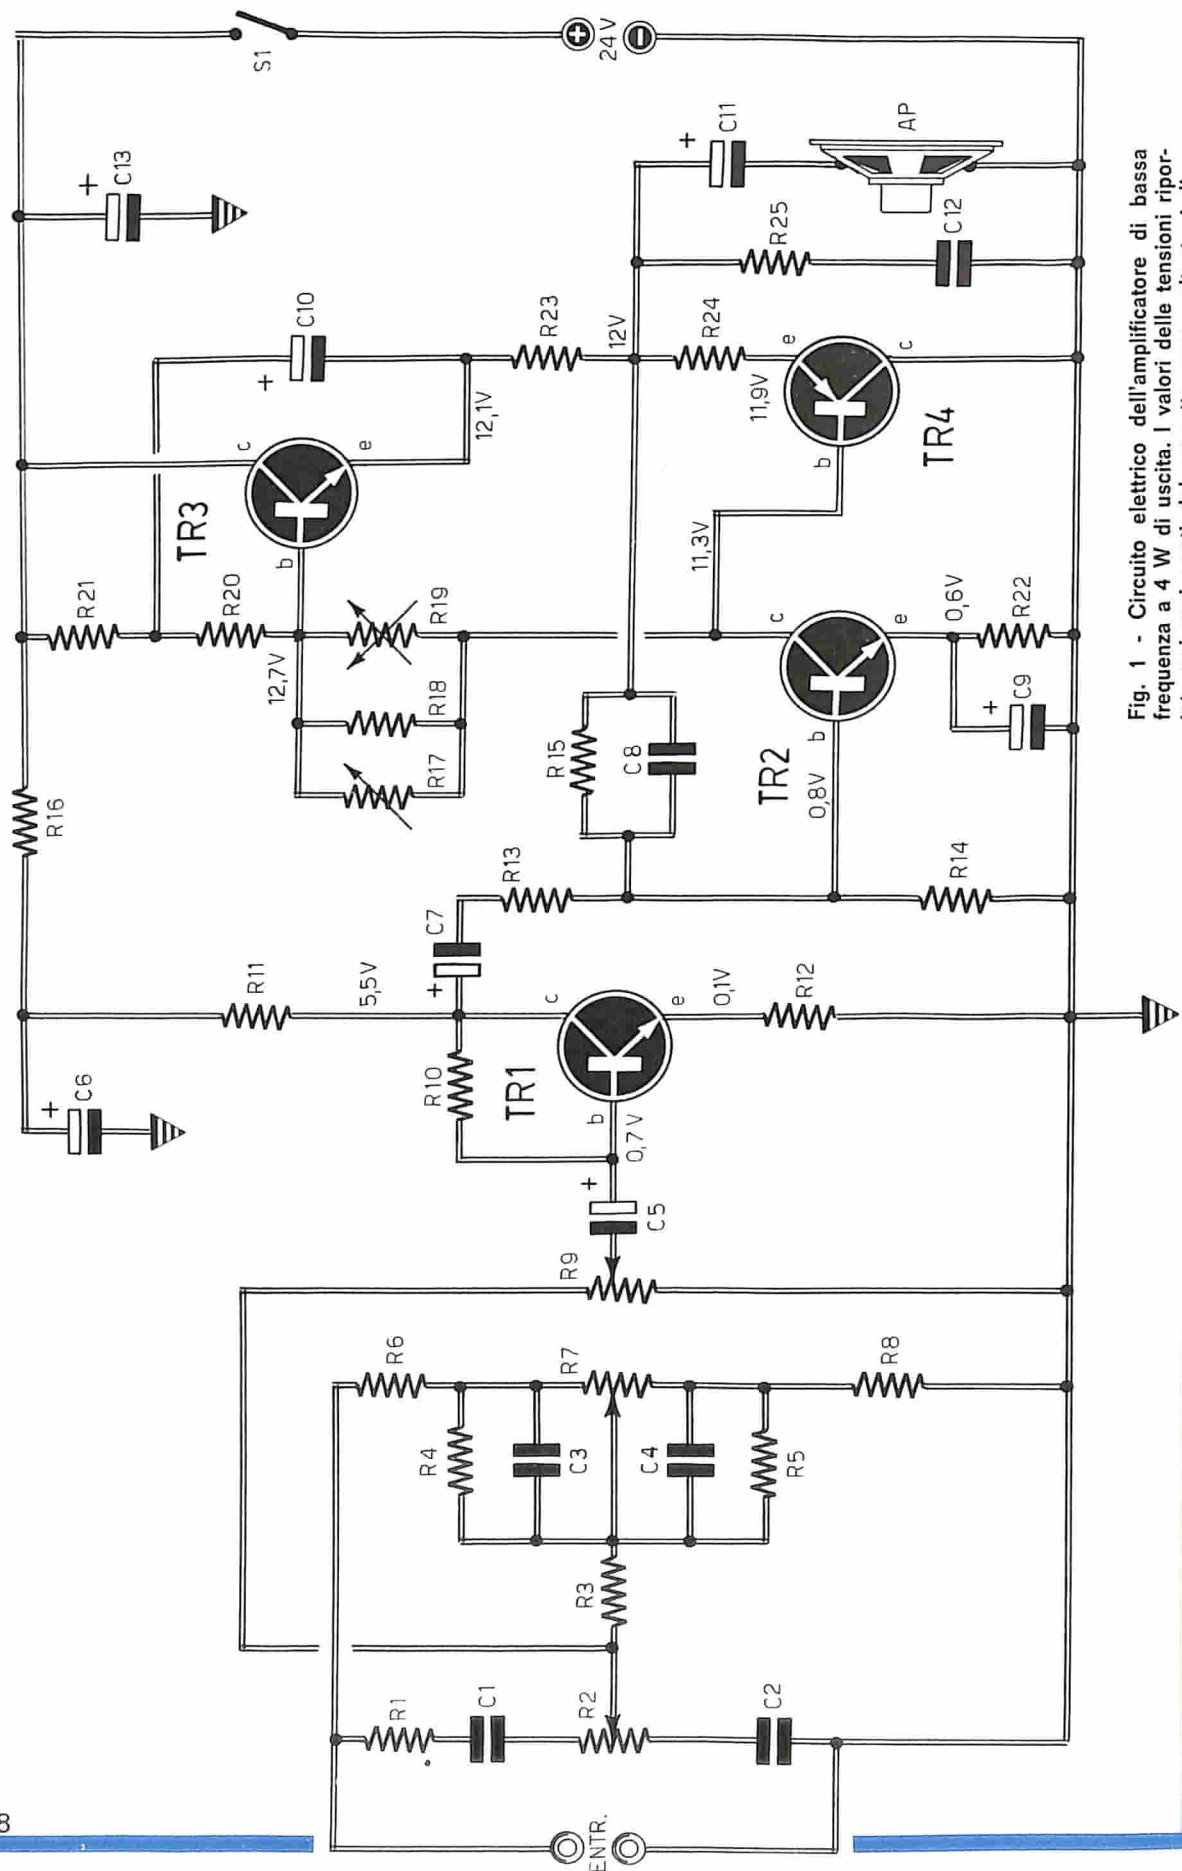 8
ENTR.
R1
C1
R2
C2
R3
R4
C3
C4
R5
R6
R7
R8
R9
C5
+
b
0,7V
TR1
R10
C6
+
R11
5,5V
c
e
0,1V
R12
C7
+
R13
R14
R15
C8
R16
R17
R18
R19
12,7V
R20
R21
TR3
b
c
e
12,1V
C10
+
R23
12V
TR2
b
0,8V
c
e
0,6V
C9
+
R22
11,3V
TR4
b
11,9V
e
c
R24
R25
C12
C11
+
AP
C13
+
S1
+
24V
-
Fig. 1 - Circuito elettrico dell'amplificatore di bassa
frequenza a 4 W di uscita. I valori delle tensioni ripor-